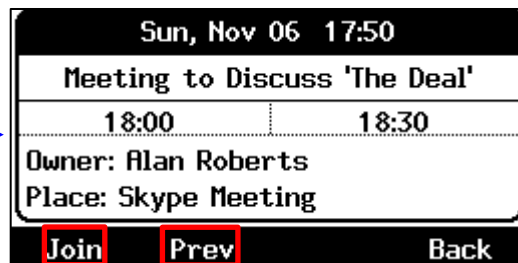 Sun, Nov 06 17:50
Meeting to Discuss 'The Deal'
18:00 18:30
Owner: Alan Roberts
Place: Skype Meeting
Join Prev Back